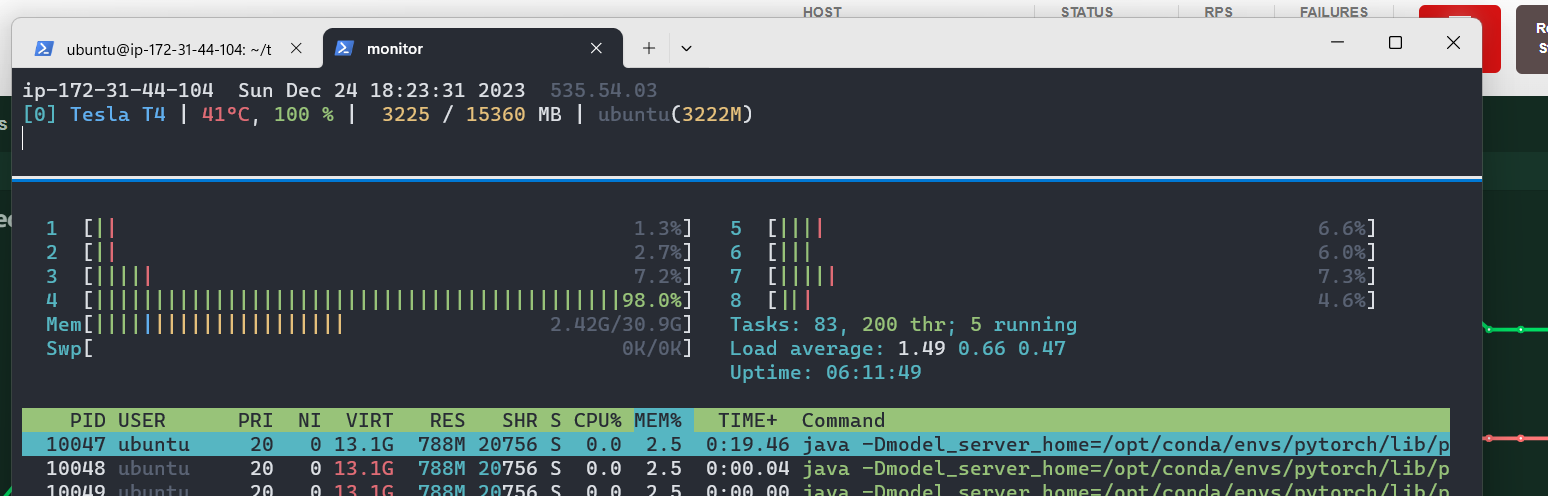 HOST STATUS RPS FAILURES
ubuntu@ip-172-31-44-104: ~/t monitor
ip-172-31-44-104 Sun Dec 24 18:23:31 2023 535.54.03
[0] Tesla T4 | 41°C, 100 % | 3225 / 15360 MB | ubuntu(3222M)
1 [|| 1.3%] 5 [|||| 6.6%]
2 [|| 2.7%] 6 [||| 6.0%]
3 [||||| 7.2%] 7 [||||| 7.3%]
4 [||||||||||||||||||||||||||||||||||||||||||||98.0%] 8 [||| 4.6%]
Mem[||||||||||||||||||||| 2.42G/30.9G] Tasks: 83, 200 thr; 5 running
Swp[ 0K/0K] Load average: 1.49 0.66 0.47
Uptime: 06:11:49
PID USER PRI NI VIRT RES SHR S CPU% MEM% TIME+ Command
10047 ubuntu 20 0 13.1G 788M 20756 S 0.0 2.5 0:19.46 java -Dmodel_server_home=/opt/conda/envs/pytorch/lib/p
10048 ubuntu 20 0 13.1G 788M 20756 S 0.0 2.5 0:00.04 java -Dmodel_server_home=/opt/conda/envs/pytorch/lib/p
10049 ubuntu 20 0 13.1G 788M 20756 S 0.0 2.5 0:00.00 java -Dmodel_server_home=/opt/conda/envs/pytorch/lib/p